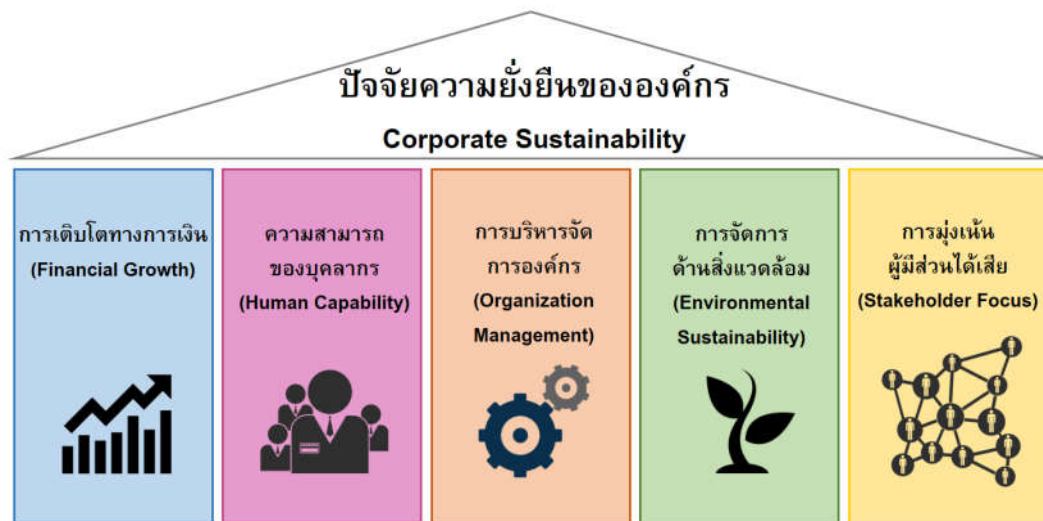 ปัจจัยความยั่งยืนขององค์กร
Corporate Sustainability
การเติบโตทางการเงิน
(Financial Growth)
ความสามารถ
ของบุคลากร
(Human Capability)
การบริหารจัด
การองค์กร
(Organization
Management)
การจัดการ
ด้านสิ่งแวดล้อม
(Environmental
Sustainability)
การมุ่งเน้น
ผู้มีส่วนได้เสีย
(Stakeholder Focus)